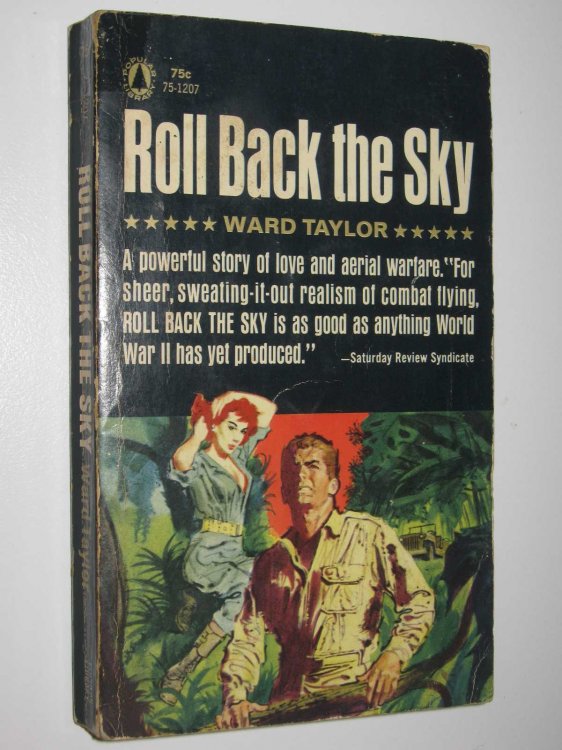 POPULAR LIBRARY
75c
75-1207
Roll Back the Sky
★★★★★ WARD TAYLOR ★★★★★
A powerful story of love and aerial warfare. "For
sheer, sweating-it-out realism of combat flying,
ROLL BACK THE SKY is as good as anything World
War II has yet produced."
—Saturday Review Syndicate
ROLL BACK THE SKY Ward Taylor